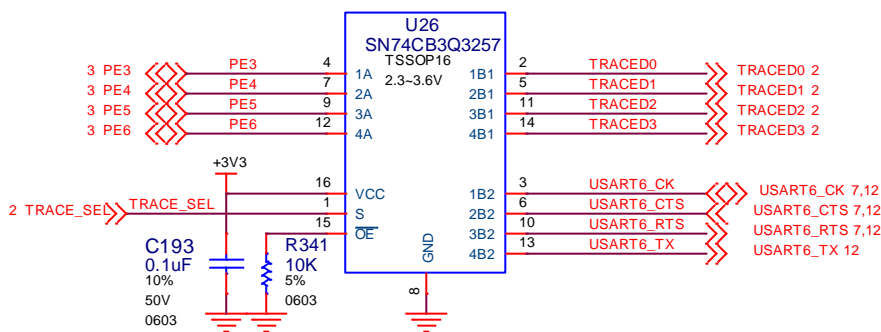 U26
SN74CB3Q3257
TSSOP16
2.3~3.6V
3 PE3 PE3 4 1A 1B1 2 TRACED0 TRACED0 2
3 PE4 PE4 7 2A 2B1 5 TRACED1 TRACED1 2
3 PE5 PE5 9 3A 3B1 11 TRACED2 TRACED2 2
3 PE6 PE6 12 4A 4B1 14 TRACED3 TRACED3 2
+3V3
16 VCC 1B2 3 USART6_CK USART6_CK 7,12
2 TRACE_SEL TRACE_SEL 1 S 2B2 6 USART6_CTS USART6_CTS 7,12
15 OE 3B2 10 USART6_RTS USART6_RTS 7,12
4B2 13 USART6_TX USART6_TX 12
GND
8
C193
0.1uF
10%
50V
0603
R341
10K
5%
0603